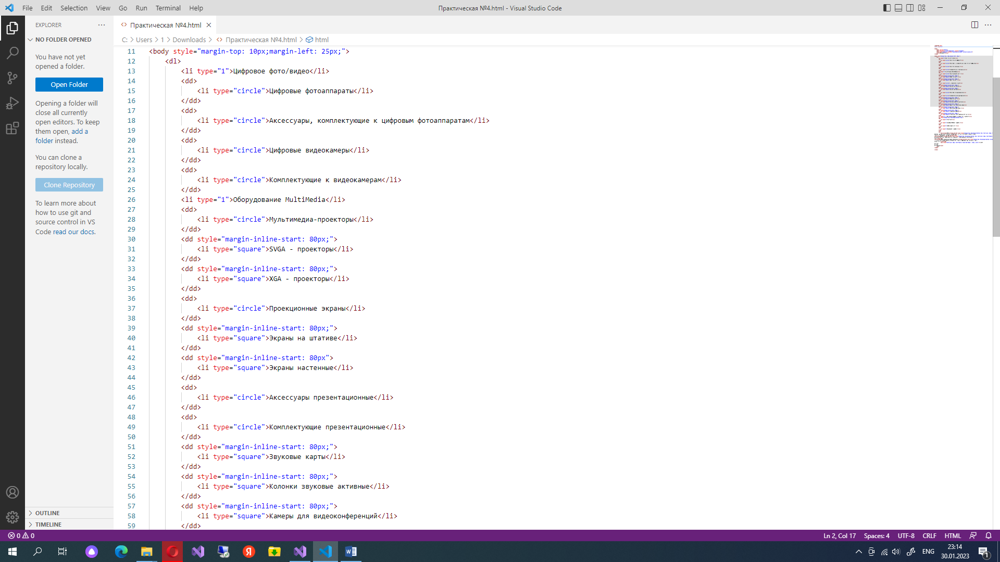 File Edit Selection View Go Run Terminal Help
Практическая №4.html - Visual Studio Code
EXPLORER
Практическая №4.html
NO FOLDER OPENED
C: > Users > 1 > Downloads > Практическая №4.html > html
You have not yet
opened a folder.
Open Folder
Opening a folder will
close all currently
open editors. To keep
them open, add a
folder instead.
You can clone a
repository locally.
Clone Repository
To learn more about
how to use git and
source control in VS
Code read our docs.
OUTLINE
TIMELINE
11 <body style="margin-top: 10px;margin-left: 25px;">
12 <dl>
13 <li type="1">Цифровое фото/видео</li>
14 <dd>
15 <li type="circle">Цифровые фотоаппараты</li>
16 </dd>
17 <dd>
18 <li type="circle">Аксессуары, комплектующие к цифровым фотоаппаратам</li>
19 </dd>
20 <dd>
21 <li type="circle">Цифровые видеокамеры</li>
22 </dd>
23 <dd>
24 <li type="circle">Комплектующие к видеокамерам</li>
25 </dd>
26 <li type="1">Оборудование MultiMedia</li>
27 <dd>
28 <li type="circle">Мультимедиа-проекторы</li>
29 </dd>
30 <dd style="margin-inline-start: 80px;">
31 <li type="square">SVGA - проекторы</li>
32 </dd>
33 <dd style="margin-inline-start: 80px;">
34 <li type="square">XGA - проекторы</li>
35 </dd>
36 <dd>
37 <li type="circle">Проекционные экраны</li>
38 </dd>
39 <dd style="margin-inline-start: 80px;">
40 <li type="square">Экраны на штативе</li>
41 </dd>
42 <dd style="margin-inline-start: 80px">
43 <li type="square">Экраны настенные</li>
44 </dd>
45 <dd>
46 <li type="circle">Аксессуары презентационные</li>
47 </dd>
48 <dd>
49 <li type="circle">Комплектующие презентационные</li>
50 </dd>
51 <dd style="margin-inline-start: 80px;">
52 <li type="square">Звуковые карты</li>
53 </dd>
54 <dd style="margin-inline-start: 80px;">
55 <li type="square">Колонки звуковые активные</li>
56 </dd>
57 <dd style="margin-inline-start: 80px;">
58 <li type="square">Камеры для видеоконференций</li>
59 </dd>
0 0
Ln 2, Col 17 Spaces: 4 UTF-8 CRLF HTML
ENG
23:14
30.01.2023
1